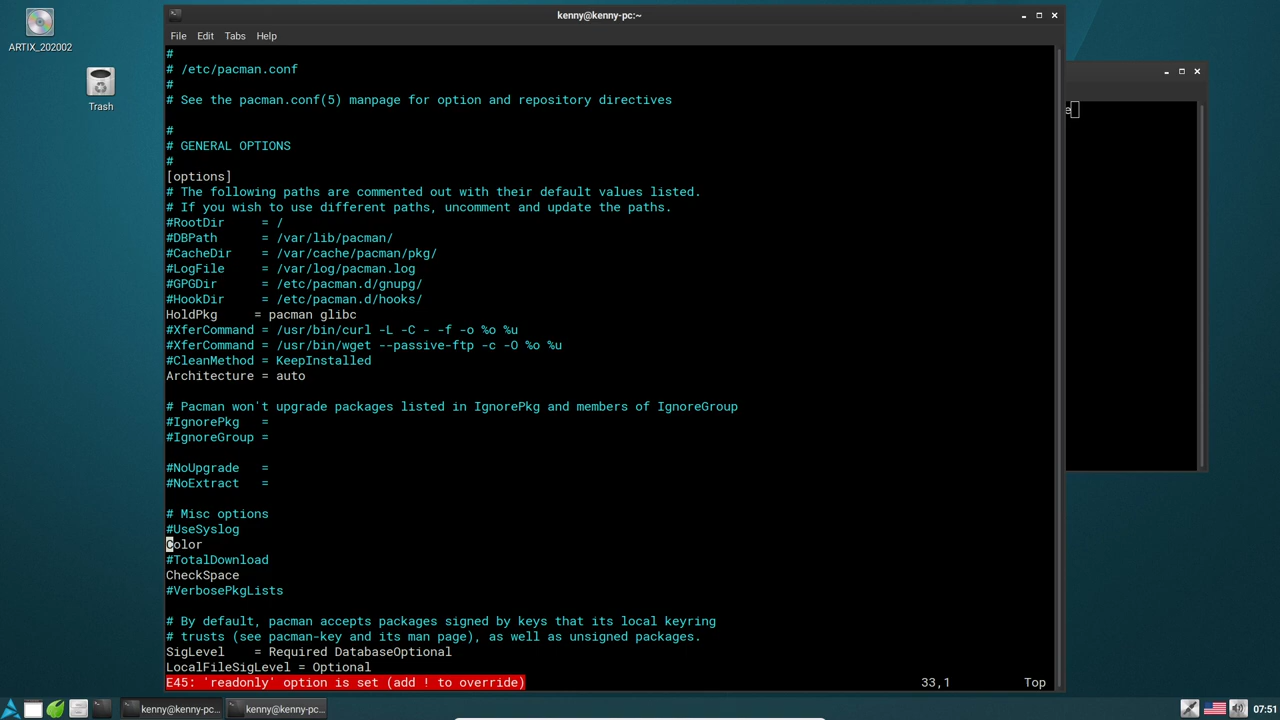 kenny@kenny-pc:~
ARTIX_202002
Trash
File Edit Tabs Help
#
# /etc/pacman.conf
#
# See the pacman.conf(5) manpage for option and repository directives
#
# GENERAL OPTIONS
#
[options]
# The following paths are commented out with their default values listed.
# If you wish to use different paths, uncomment and update the paths.
#RootDir     = /
#DBPath      = /var/lib/pacman/
#CacheDir    = /var/cache/pacman/pkg/
#LogFile     = /var/log/pacman.log
#GPGDir      = /etc/pacman.d/gnupg/
#HookDir     = /etc/pacman.d/hooks/
HoldPkg     = pacman glibc
#XferCommand = /usr/bin/curl -L -C - -f -o %o %u
#XferCommand = /usr/bin/wget --passive-ftp -c -O %o %u
#CleanMethod = KeepInstalled
Architecture = auto
# Pacman won't upgrade packages listed in IgnorePkg and members of IgnoreGroup
#IgnorePkg   =
#IgnoreGroup =
#NoUpgrade   =
#NoExtract   =
# Misc options
#UseSyslog
Color
#TotalDownload
CheckSpace
#VerbosePkgLists
# By default, pacman accepts packages signed by keys that its local keyring
# trusts (see pacman-key and its man page), as well as unsigned packages.
SigLevel    = Required DatabaseOptional
LocalFileSigLevel = Optional
E45: 'readonly' option is set (add ! to override) 33,1 Top
e
kenny@kenny-pc... kenny@kenny-pc... 07:51